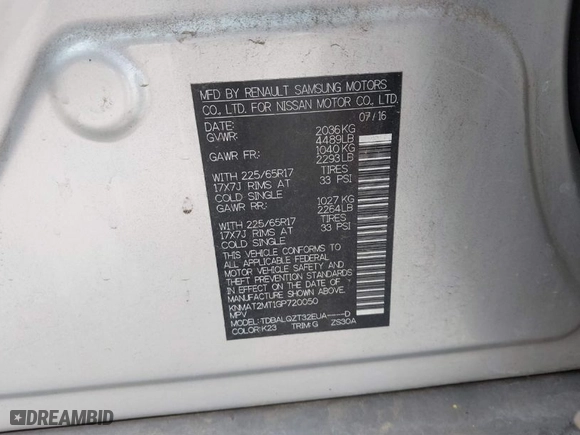 MFD BY RENAULT SAMSUNG MOTORS
CO., LTD. FOR NISSAN MOTOR CO., LTD.
DATE: 07/16
GVWR: 2036KG
4489LB
GAWR FR: 1040KG
2293LB
WITH 225/65R17 TIRES
17X7J RIMS AT 33 PSI
COLD SINGLE
GAWR RR: 1027KG
2264LB
WITH 225/65R17 TIRES
17X7J RIMS AT 33 PSI
COLD SINGLE
THIS VEHICLE CONFORMS TO
ALL APPLICABLE FEDERAL
MOTOR VEHICLE SAFETY AND
THEFT PREVENTION STANDARDS
IN EFFECT ON THE DATE OF
MANUFACTURE SHOWN ABOVE.
KNMAT2MT1GP720050
MPV
MODEL:TDBALQZT32EUA----D
COLOR:K23 TRIM:G ZS30A
DREAMBID